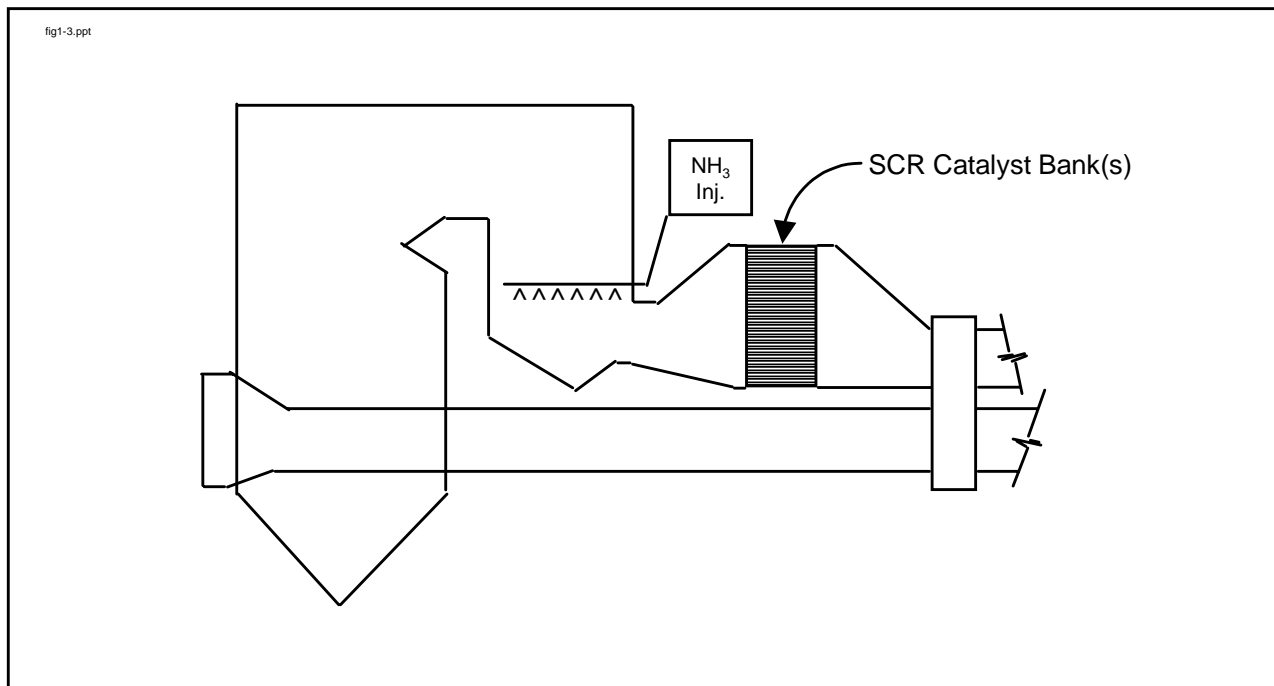 fig1-3.ppt
NH₃
Inj.
SCR Catalyst Bank(s)